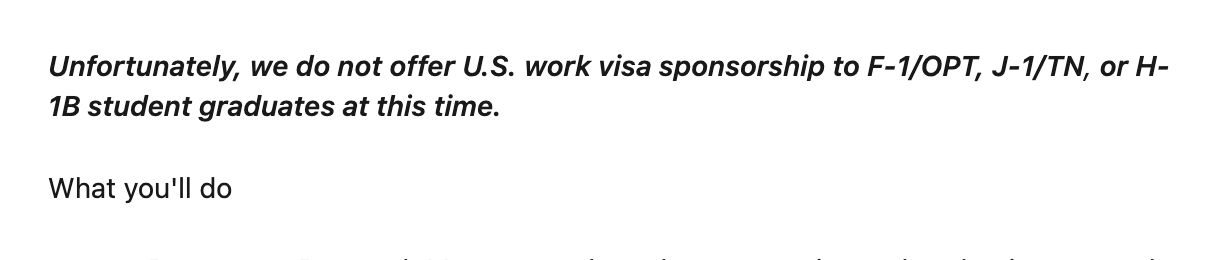 Unfortunately, we do not offer U.S. work visa sponsorship to F-1/OPT, J-1/TN, or H-
1B student graduates at this time.
What you'll do